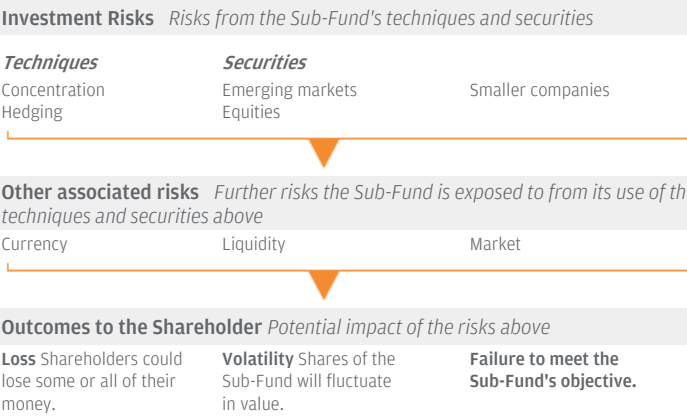 Investment Risks Risks from the Sub-Fund's techniques and securities
Techniques Securities
Concentration Emerging markets Smaller companies
Hedging Equities
Other associated risks Further risks the Sub-Fund is exposed to from its use of th
techniques and securities above
Currency Liquidity Market
Outcomes to the Shareholder Potential impact of the risks above
Loss Shareholders could
lose some or all of their
money.
Volatility Shares of the
Sub-Fund will fluctuate
in value.
Failure to meet the
Sub-Fund's objective.